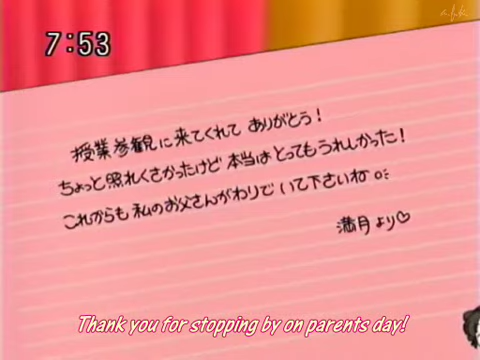 7:53
授業参観に来てくれて ありがとう!
ちょっと照れくさかったけど 本当は とってもうれしかった!
これからも 私のお父さんがわりで いて下さいね
満月より♡
Thank you for stopping by on parents day!